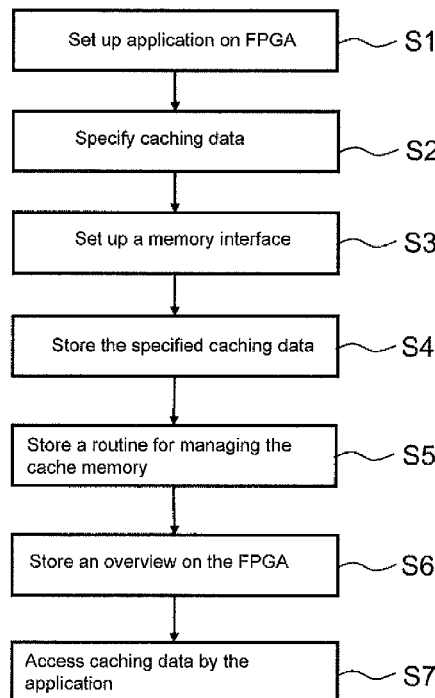 Set up application on FPGA
S1
Specify caching data
S2
Set up a memory interface
S3
Store the specified caching data
S4
Store a routine for managing the
cache memory
S5
Store an overview on the FPGA
S6
Access caching data by the
application
S7